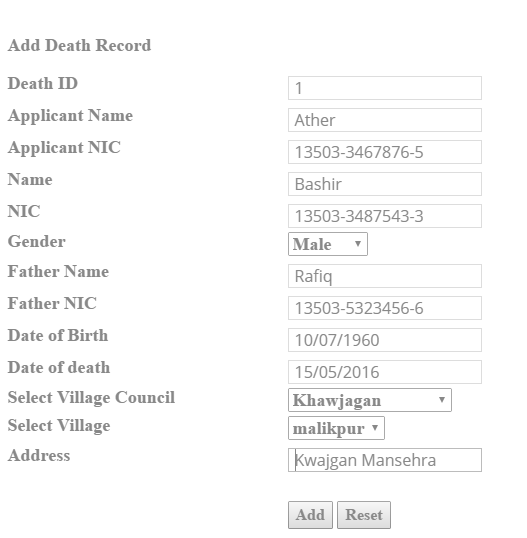 Add Death Record
Death ID 1
Applicant Name Ather
Applicant NIC 13503-3467876-5
Name Bashir
NIC 13503-3487543-3
Gender Male
Father Name Rafiq
Father NIC 13503-5323456-6
Date of Birth 10/07/1960
Date of death 15/05/2016
Select Village Council Khawjagan
Select Village malikpur
Address Kwajgan Mansehra
Add Reset